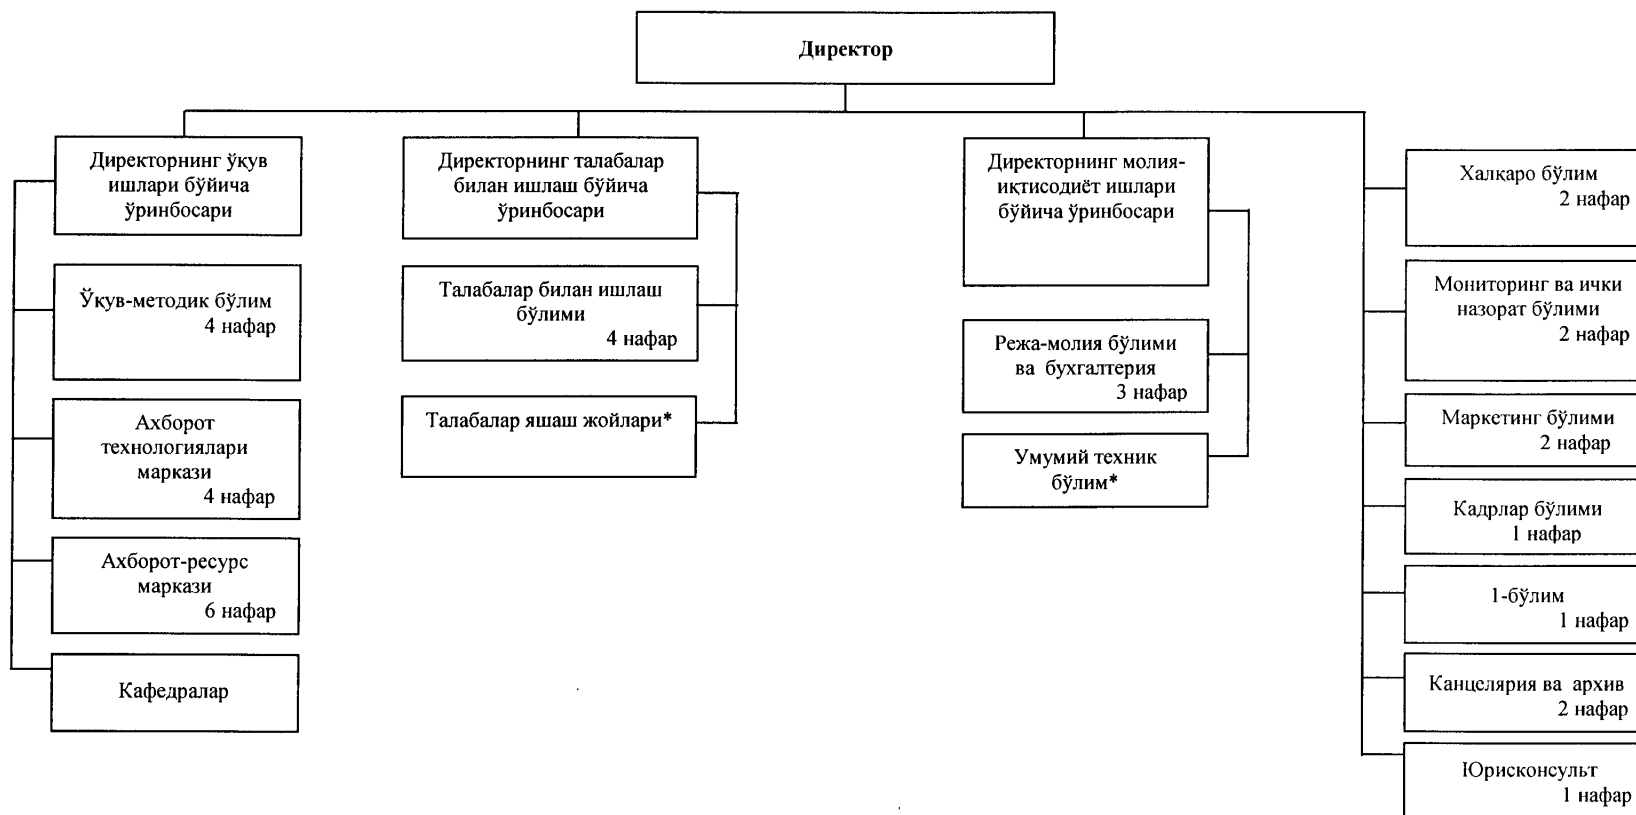 Директор
Директорнинг ўқув
ишлари бўйича
ўринбосари
Ўқув-методик бўлим
4 нафар
Ахборот
технологиялари
маркази
4 нафар
Ахборот-ресурс
маркази
6 нафар
Кафедралар
Директорнинг талабалар
билан ишлаш бўйича
ўринбосари
Талабалар билан ишлаш
бўлими
4 нафар
Талабалар яшаш жойлари*
Директорнинг молия-
иқтисодиёт ишлари
бўйича ўринбосари
Режа-молия бўлими
ва бухгалтерия
3 нафар
Умумий техник
бўлим*
Халқаро бўлим
2 нафар
Мониторинг ва ички
назорат бўлими
2 нафар
Маркетинг бўлими
2 нафар
Кадрлар бўлими
1 нафар
1-бўлим
1 нафар
Канцелярия ва архив
2 нафар
Юрисконсульт
1 нафар